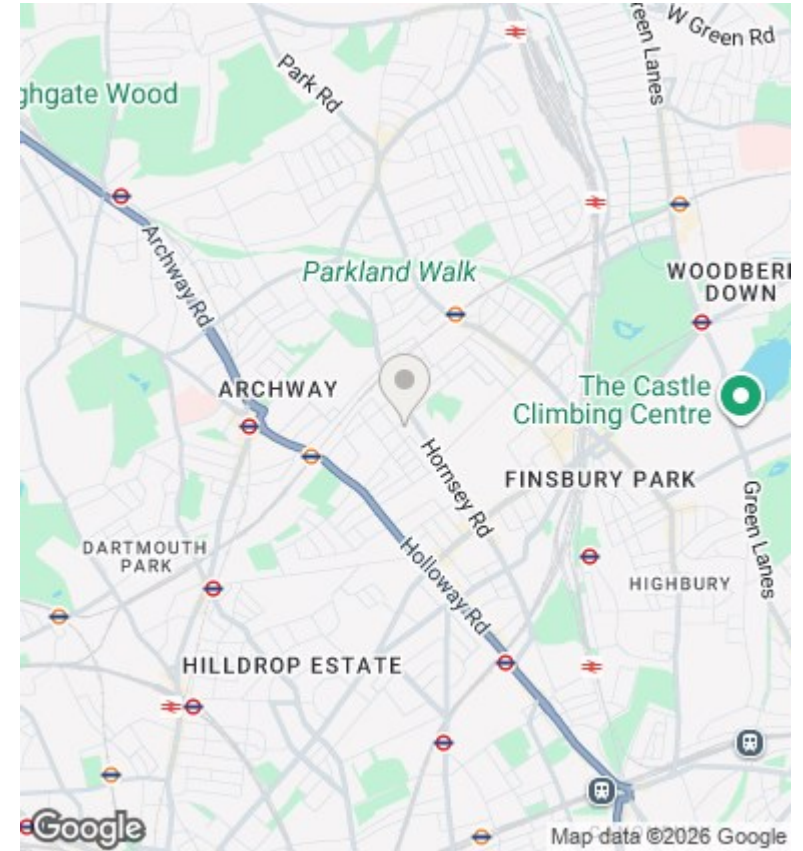 W Green Rd
Green Lanes
Park Rd
ghgate Wood
Archway Rd
Parkland Walk
WOODBER
DOWN
ARCHWAY
The Castle
Climbing Centre
Hornsey Rd
FINSBURY PARK
Green Lanes
DARTMOUTH
PARK
Holloway Rd
HIGHBURY
HILLDROP ESTATE
Google
Map data ©2026 Google